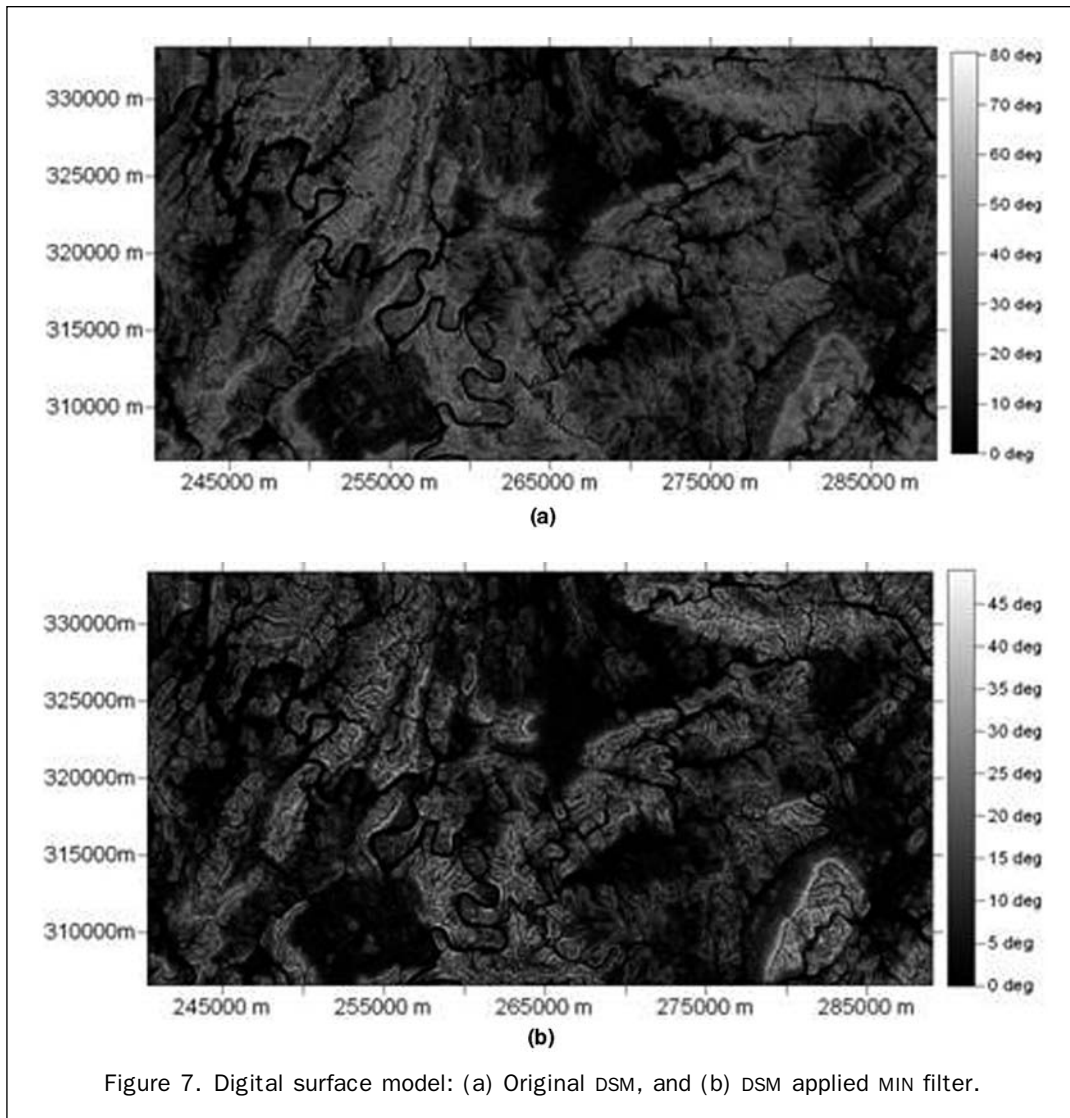 330000 m
325000 m
320000 m
315000 m
310000 m
245000 m 255000 m 265000 m 275000 m 285000 m
80 deg
70 deg
60 deg
50 deg
40 deg
30 deg
20 deg
10 deg
0 deg
(a)
330000m
325000m
320000m
315000m
310000m
245000 m 255000 m 265000 m 275000 m 285000 m
45 deg
40 deg
35 deg
30 deg
25 deg
20 deg
15 deg
10 deg
5 deg
0 deg
(b)
Figure 7. Digital surface model: (a) Original DSM, and (b) DSM applied MIN filter.